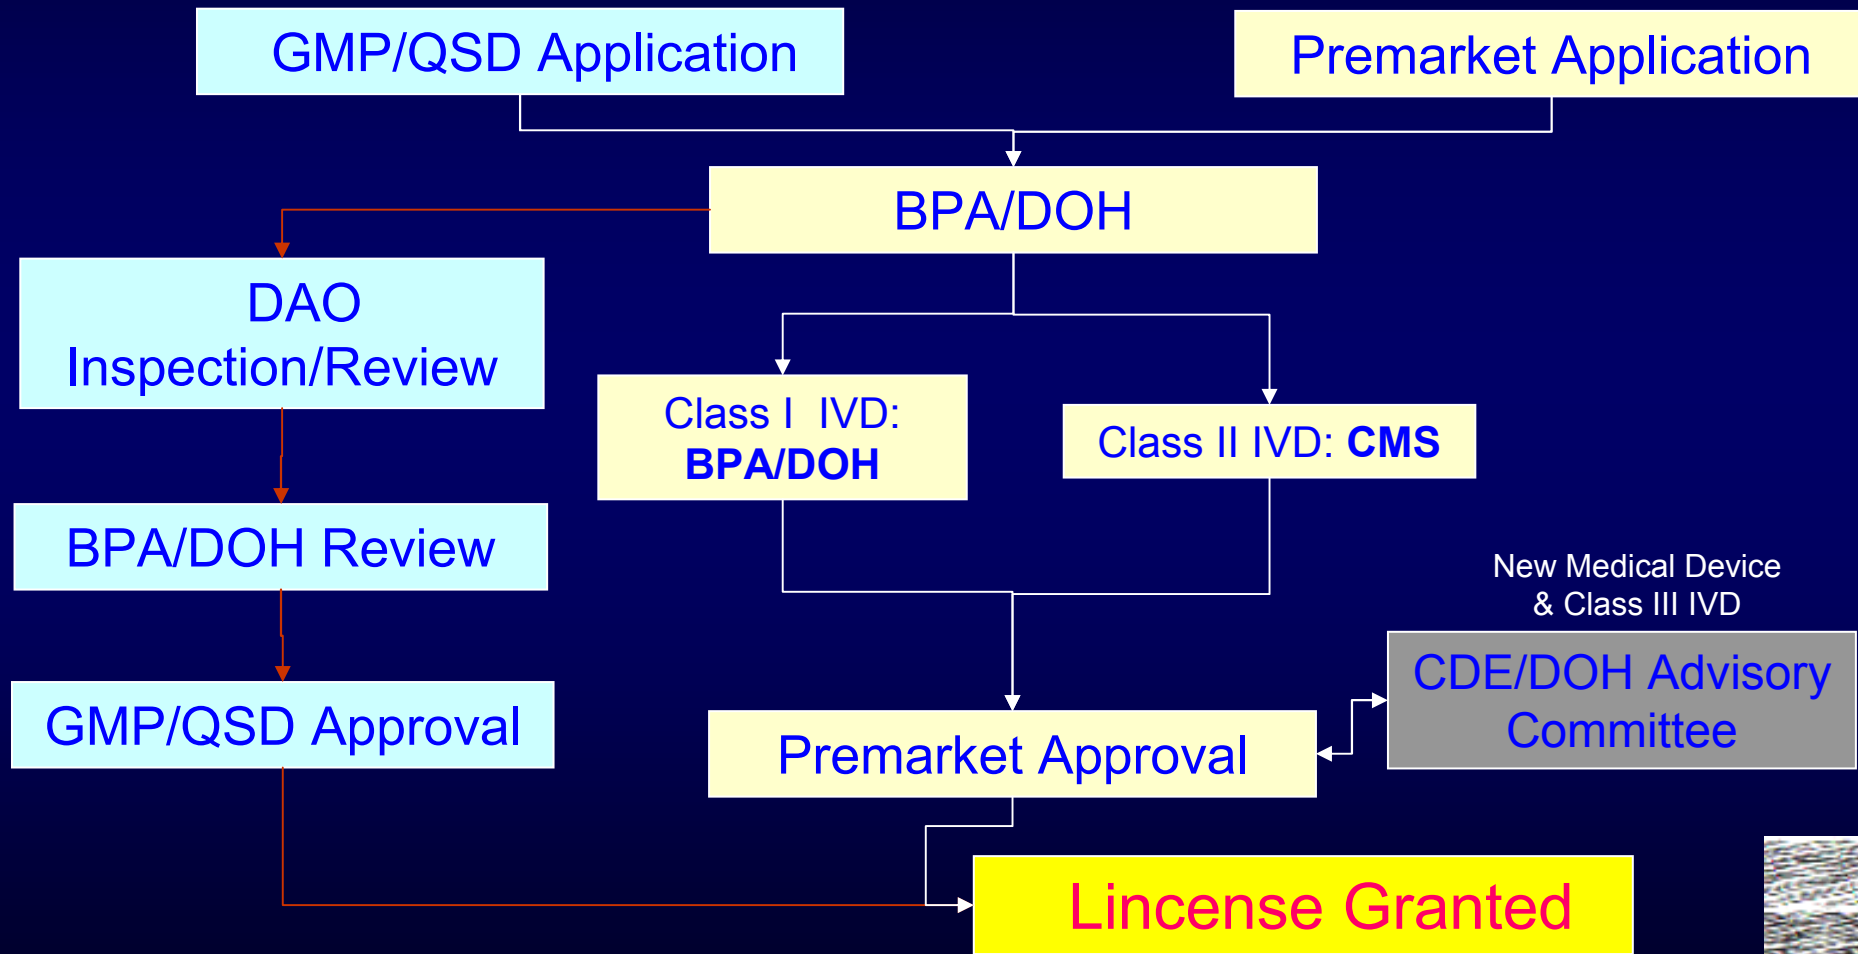 GMP/QSD Application
Premarket Application
BPA/DOH
DAO
Inspection/Review
Class I IVD:
BPA/DOH
Class II IVD: CMS
BPA/DOH Review
New Medical Device
& Class III IVD
CDE/DOH Advisory
Committee
GMP/QSD Approval
Premarket Approval
Lincense Granted